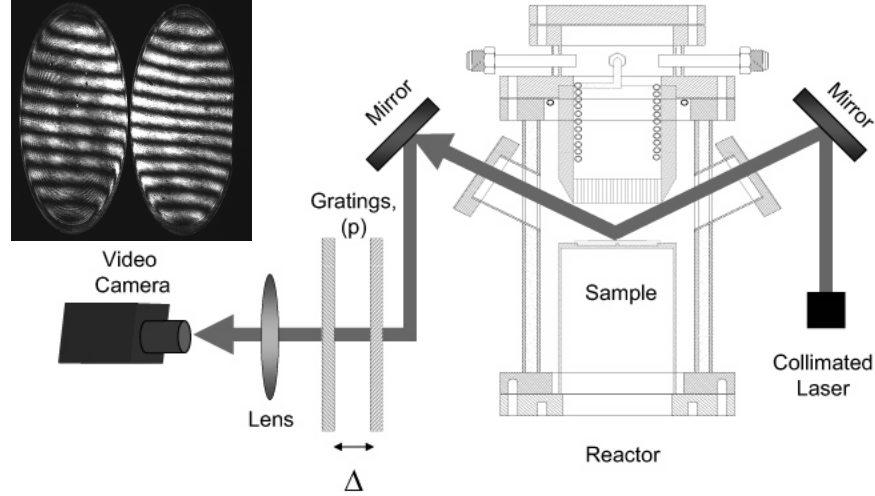 Mirror
Mirror
Gratings,
(p)
Video
Camera
Sample
Lens
Collimated
Laser
Reactor
Δ